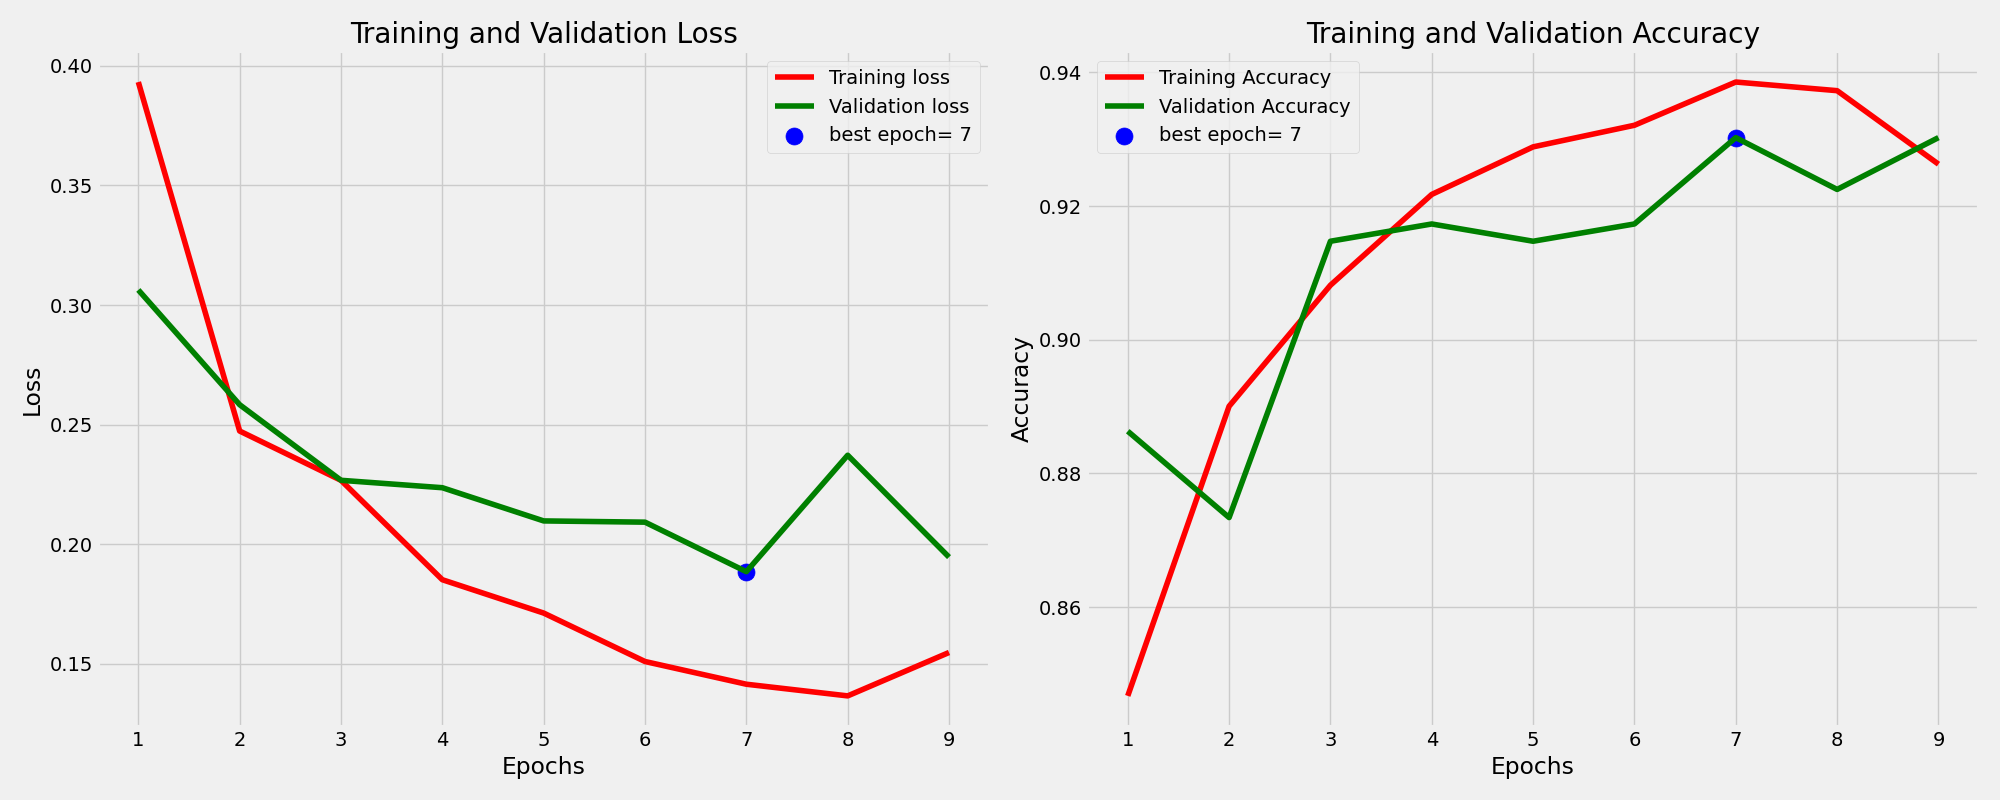 Training and Validation Loss
0.40
0.35
0.30
0.25
0.20
0.15
Loss
Training loss
Validation loss
best epoch= 7
1 2 3 4 5 6 7 8 9
Epochs
Training and Validation Accuracy
0.94
0.92
0.90
0.88
0.86
Accuracy
Training Accuracy
Validation Accuracy
best epoch= 7
1 2 3 4 5 6 7 8 9
Epochs